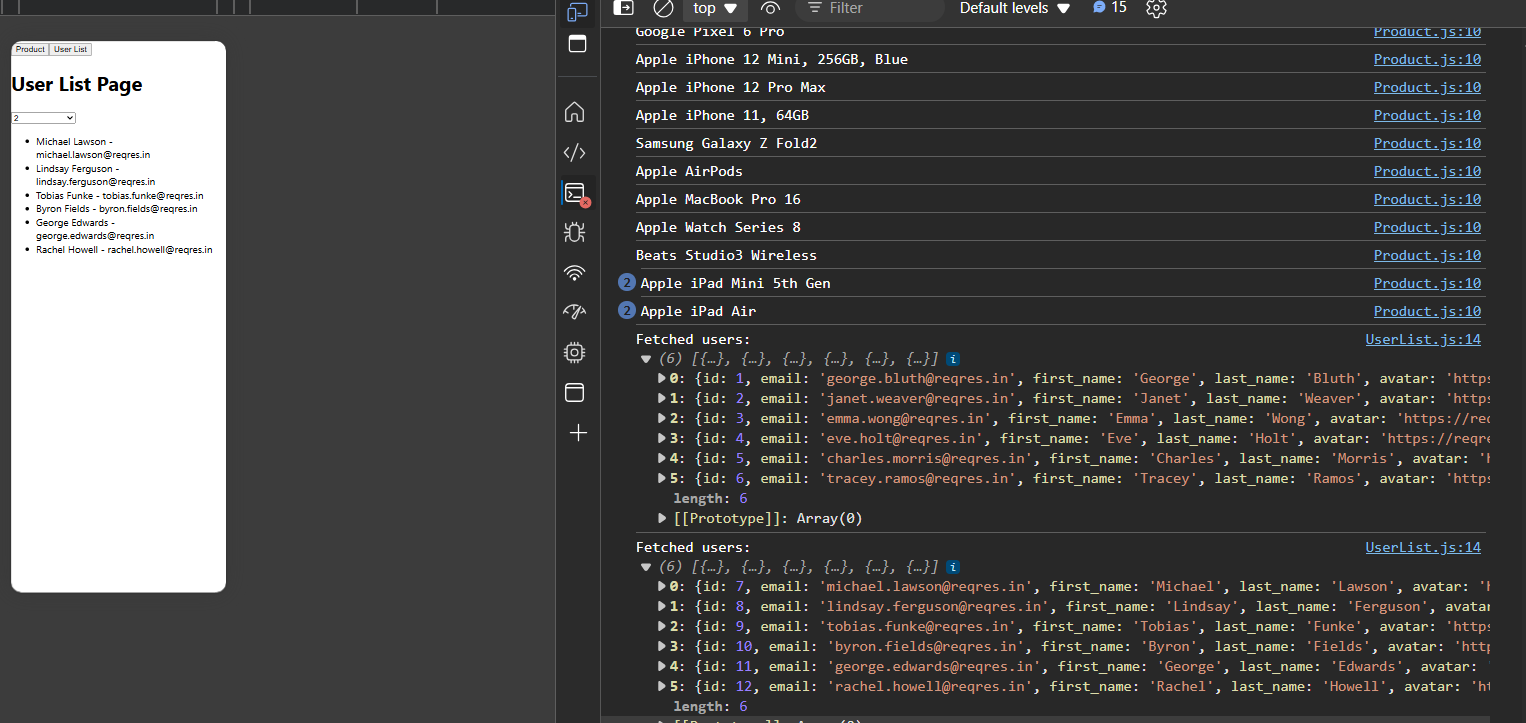 Product User List
User List Page
2
Michael Lawson -
michael.lawson@reqres.in
Lindsay Ferguson -
lindsay.ferguson@reqres.in
Tobias Funke - tobias.funke@reqres.in
Byron Fields - byron.fields@reqres.in
George Edwards -
george.edwards@reqres.in
Rachel Howell - rachel.howell@reqres.in
top Filter Default levels 15
Google Pixel 6 Pro Product.js:10
Apple iPhone 12 Mini, 256GB, Blue Product.js:10
Apple iPhone 12 Pro Max Product.js:10
Apple iPhone 11, 64GB Product.js:10
Samsung Galaxy Z Fold2 Product.js:10
Apple AirPods Product.js:10
Apple MacBook Pro 16 Product.js:10
Apple Watch Series 8 Product.js:10
Beats Studio3 Wireless Product.js:10
2 Apple iPad Mini 5th Gen Product.js:10
2 Apple iPad Air Product.js:10
Fetched users: UserList.js:14
(6) [{…}, {…}, {…}, {…}, {…}, {…}] i
0: {id: 1, email: 'george.bluth@reqres.in', first_name: 'George', last_name: 'Bluth', avatar: 'https
1: {id: 2, email: 'janet.weaver@reqres.in', first_name: 'Janet', last_name: 'Weaver', avatar: 'https
2: {id: 3, email: 'emma.wong@reqres.in', first_name: 'Emma', last_name: 'Wong', avatar: 'https://req
3: {id: 4, email: 'eve.holt@reqres.in', first_name: 'Eve', last_name: 'Holt', avatar: 'https://reqre
4: {id: 5, email: 'charles.morris@reqres.in', first_name: 'Charles', last_name: 'Morris', avatar: 'h
5: {id: 6, email: 'tracey.ramos@reqres.in', first_name: 'Tracey', last_name: 'Ramos', avatar: 'https
length: 6
[[Prototype]]: Array(0)
Fetched users: UserList.js:14
(6) [{…}, {…}, {…}, {…}, {…}, {…}] i
0: {id: 7, email: 'michael.lawson@reqres.in', first_name: 'Michael', last_name: 'Lawson', avatar: 'h
1: {id: 8, email: 'lindsay.ferguson@reqres.in', first_name: 'Lindsay', last_name: 'Ferguson', avatar
2: {id: 9, email: 'tobias.funke@reqres.in', first_name: 'Tobias', last_name: 'Funke', avatar: 'https
3: {id: 10, email: 'byron.fields@reqres.in', first_name: 'Byron', last_name: 'Fields', avatar: 'http
4: {id: 11, email: 'george.edwards@reqres.in', first_name: 'George', last_name: 'Edwards', avatar:
5: {id: 12, email: 'rachel.howell@reqres.in', first_name: 'Rachel', last_name: 'Howell', avatar: 'ht
length: 6